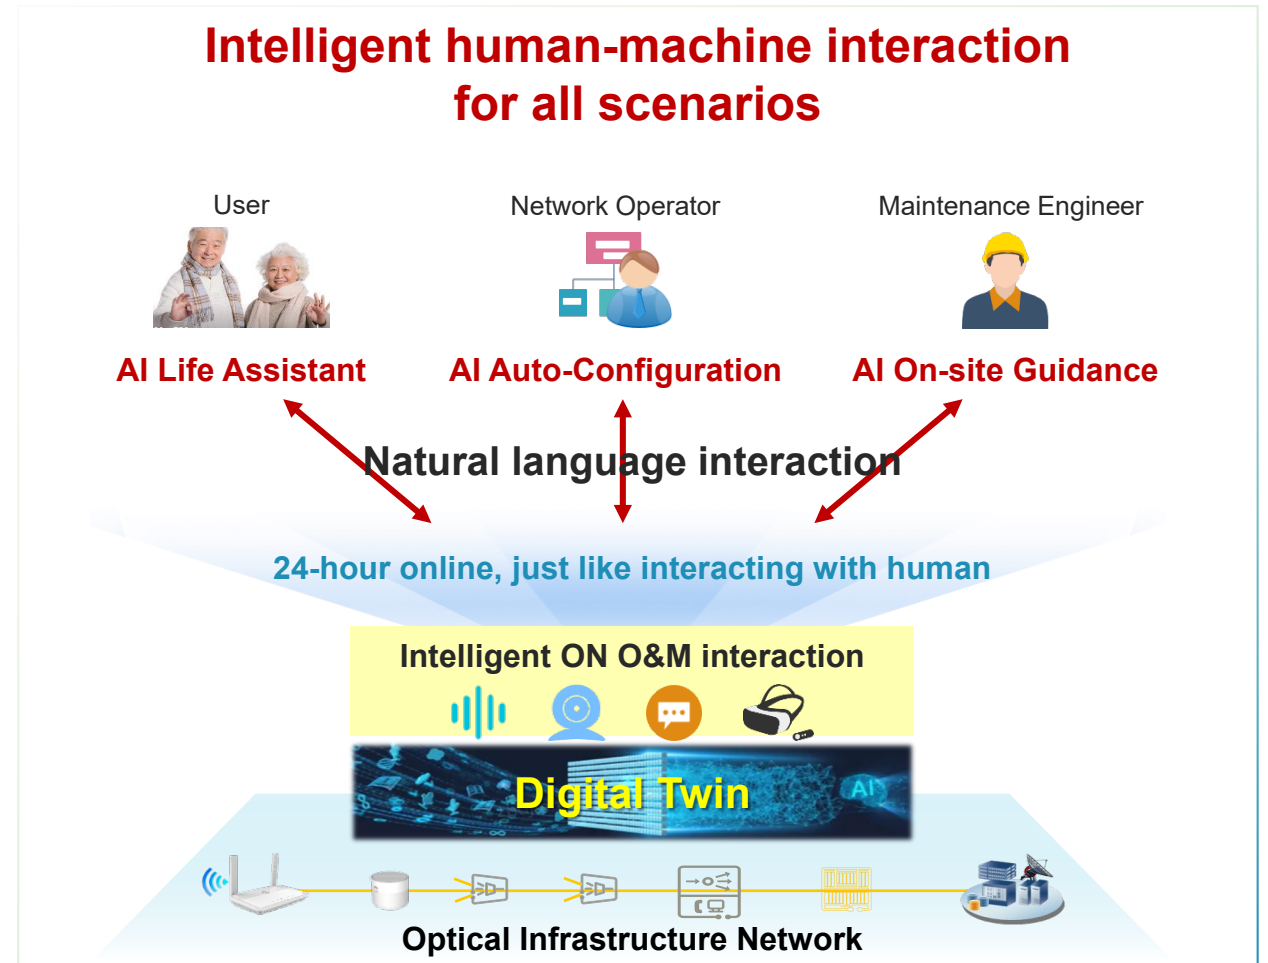 Intelligent human-machine interaction
for all scenarios
User
Network Operator
Maintenance Engineer
AI Life Assistant
AI Auto-Configuration
AI On-site Guidance
Natural language interaction
24-hour online, just like interacting with human
Intelligent ON O&M interaction
Digital Twin
AI
Optical Infrastructure Network